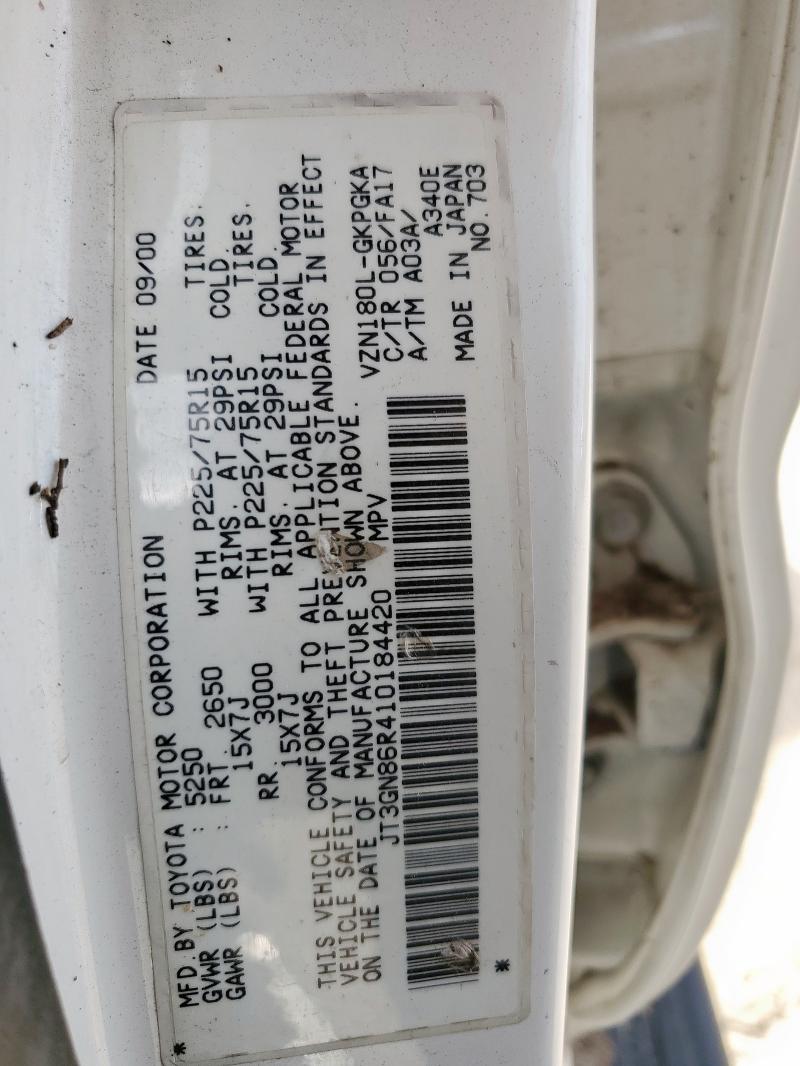 MFD.BY TOYOTA MOTOR CORPORATION DATE 09/00
GVWR (LBS) : 5250
GAWR (LBS) : FRT. 2650 WITH P225/75R15 TIRES.
15X7J RIMS. AT 29PSI COLD.
RR. 3000 WITH P225/75R15 TIRES.
15X7J RIMS. AT 29PSI COLD.
THIS VEHICLE CONFORMS TO ALL APPLICABLE FEDERAL MOTOR
VEHICLE SAFETY AND THEFT PREVENTION STANDARDS IN EFFECT
ON THE DATE OF MANUFACTURE SHOWN ABOVE.
JT3GN86R410184420 MPV VZN180L-GKPGKA
C/TR 056/FA17
A/TM A03A/
A340E
MADE IN JAPAN
NO.703
* *